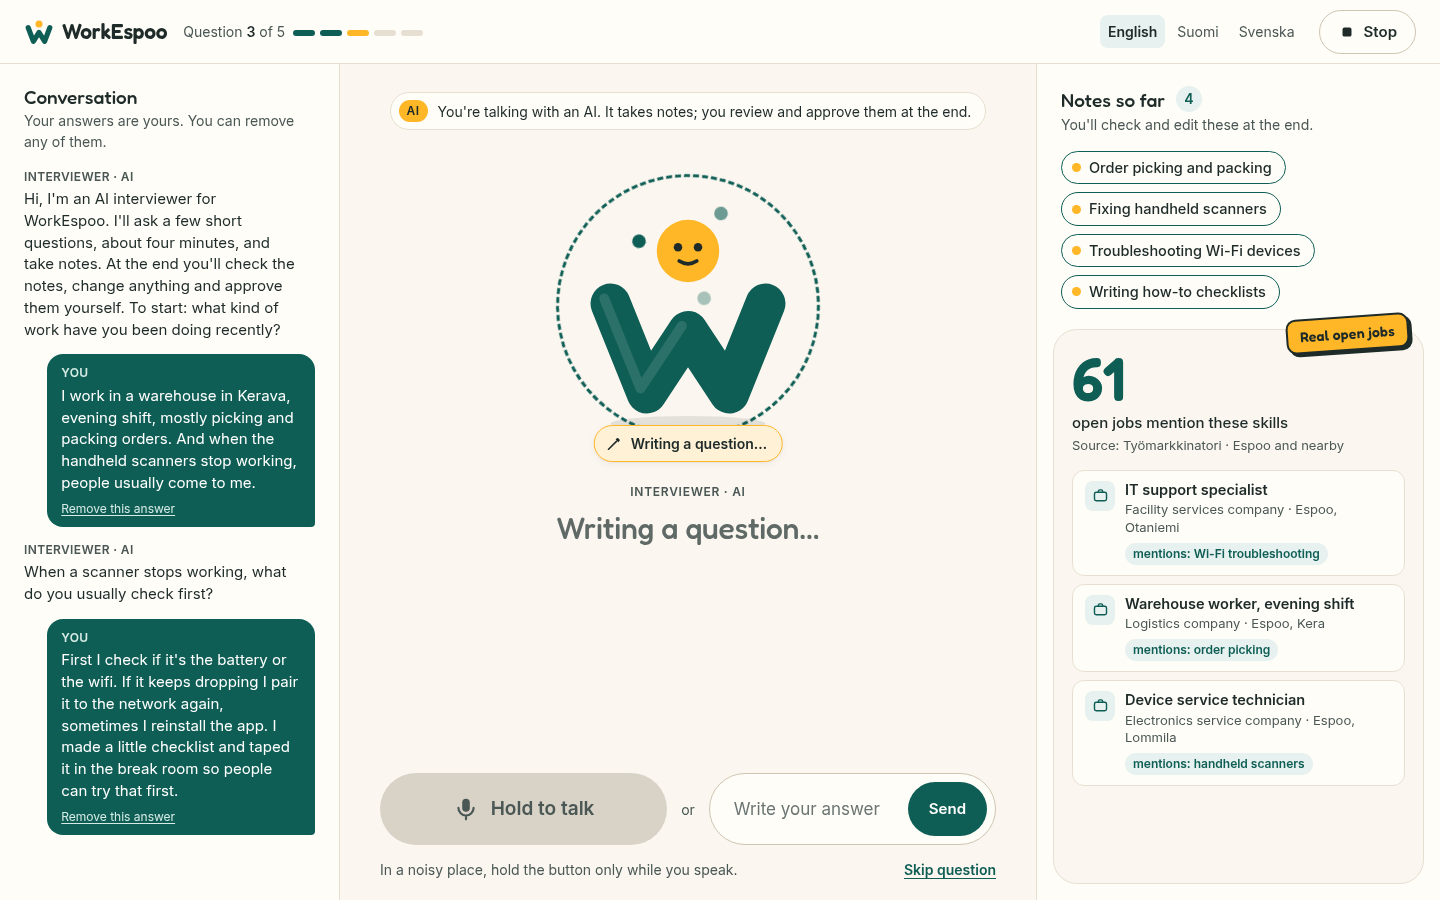 WorkEspoo
Question 3 of 5
English
Suomi
Svenska
Stop
Conversation
Your answers are yours. You can remove
any of them.
INTERVIEWER · AI
Hi, I'm an AI interviewer for
WorkEspoo. I'll ask a few short
questions, about four minutes, and
take notes. At the end you'll check the
notes, change anything and approve
them yourself. To start: what kind of
work have you been doing recently?
YOU
I work in a warehouse in Kerava,
evening shift, mostly picking and
packing orders. And when the
handheld scanners stop working,
people usually come to me.
Remove this answer
INTERVIEWER · AI
When a scanner stops working, what
do you usually check first?
YOU
First I check if it's the battery or
the wifi. If it keeps dropping I pair
it to the network again,
sometimes I reinstall the app. I
made a little checklist and taped
it in the break room so people
can try that first.
Remove this answer
AI
You're talking with an AI. It takes notes; you review and approve them at the end.
Writing a question...
INTERVIEWER · AI
Writing a question...
Hold to talk
or
Write your answer
Send
In a noisy place, hold the button only while you speak.
Skip question
Notes so far 4
You'll check and edit these at the end.
Order picking and packing
Fixing handheld scanners
Troubleshooting Wi-Fi devices
Writing how-to checklists
Real open jobs
61
open jobs mention these skills
Source: Työmarkkinatori · Espoo and nearby
IT support specialist
Facility services company · Espoo,
Otaniemi
mentions: Wi-Fi troubleshooting
Warehouse worker, evening shift
Logistics company · Espoo, Kera
mentions: order picking
Device service technician
Electronics service company · Espoo,
Lommila
mentions: handheld scanners